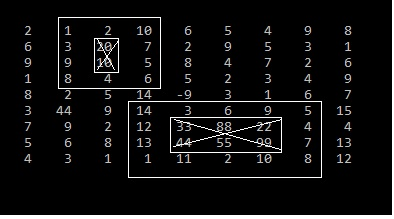 2 1 2 10 6 5 4 9 8
6 3 20 7 2 9 5 3 1
9 9 10 5 8 4 7 2 6
1 8 4 6 5 2 3 4 9
8 2 5 14 -9 3 1 6 7
3 44 9 14 3 6 9 5 15
7 9 2 12 33 88 22 4 4
5 6 8 13 44 55 99 7 13
4 3 1 1 11 2 10 8 12